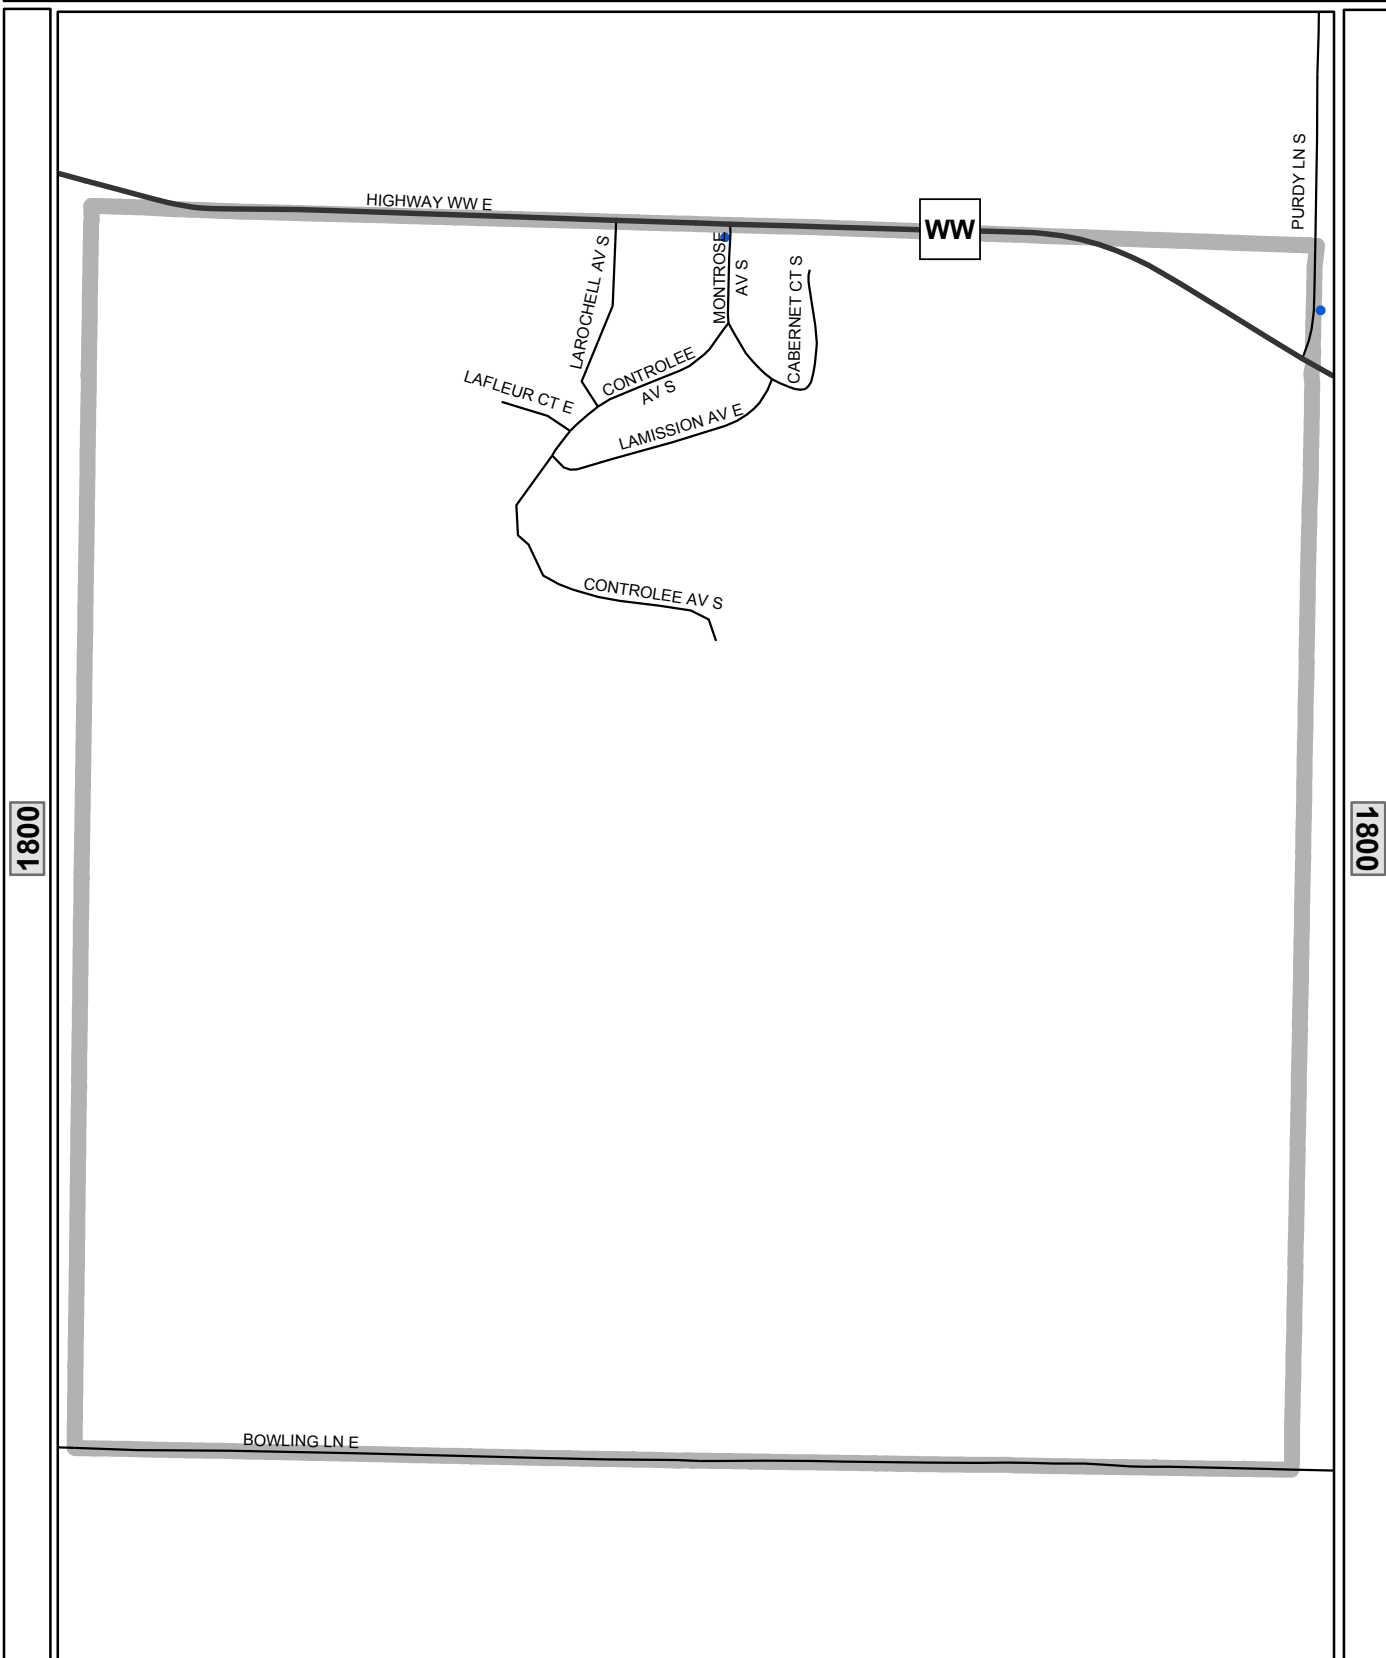 PURDY LN S
HIGHWAY WW E
WW
LAROCHELL AV S
MONTROSE
AV S
CABERNET CT S
CONTROLEE
AV S
LAFLEUR CT E
LAMISSION AV E
CONTROLEE AV S
1800
1800
BOWLING LN E